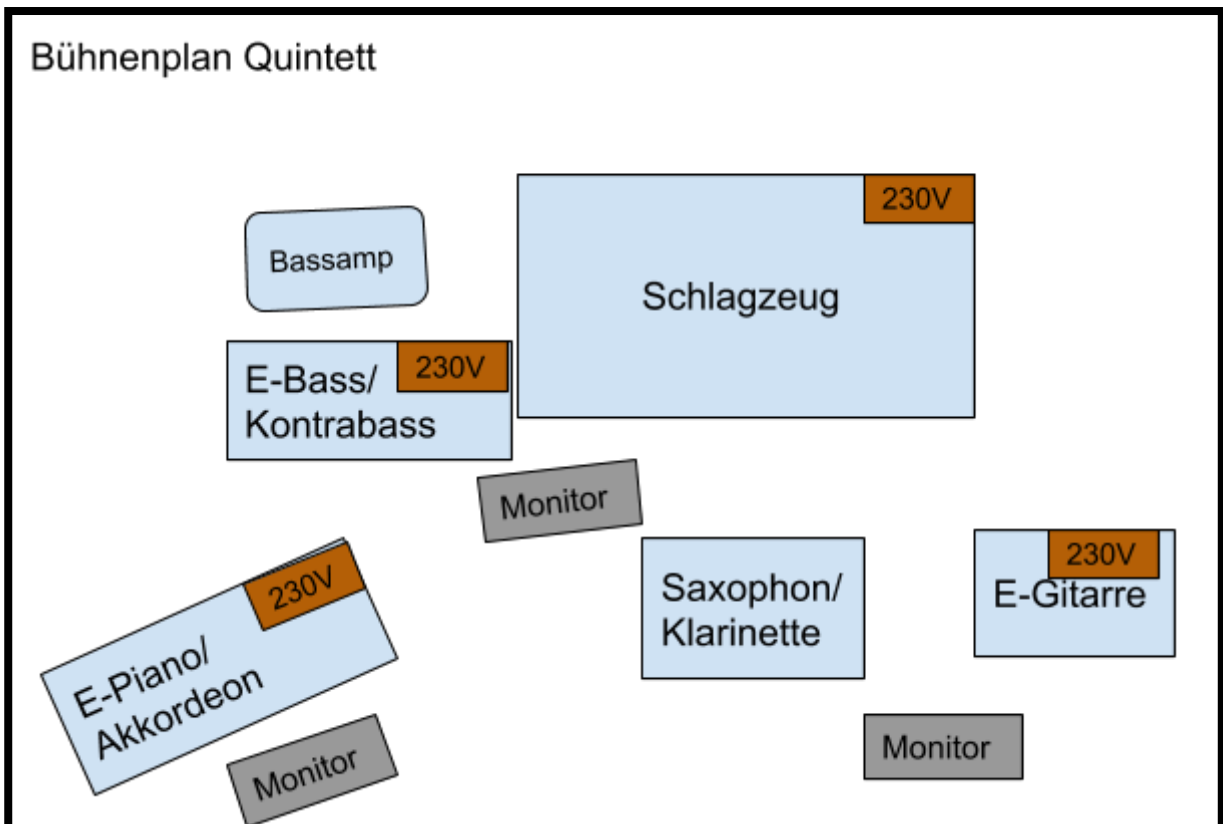 Bühnenplan Quintett
230V
Schlagzeug
Bassamp
230V
E-Bass/
Kontrabass
Monitor
230V
E-Piano/
Akkordeon
Monitor
Saxophon/
Klarinette
230V
E-Gitarre
Monitor